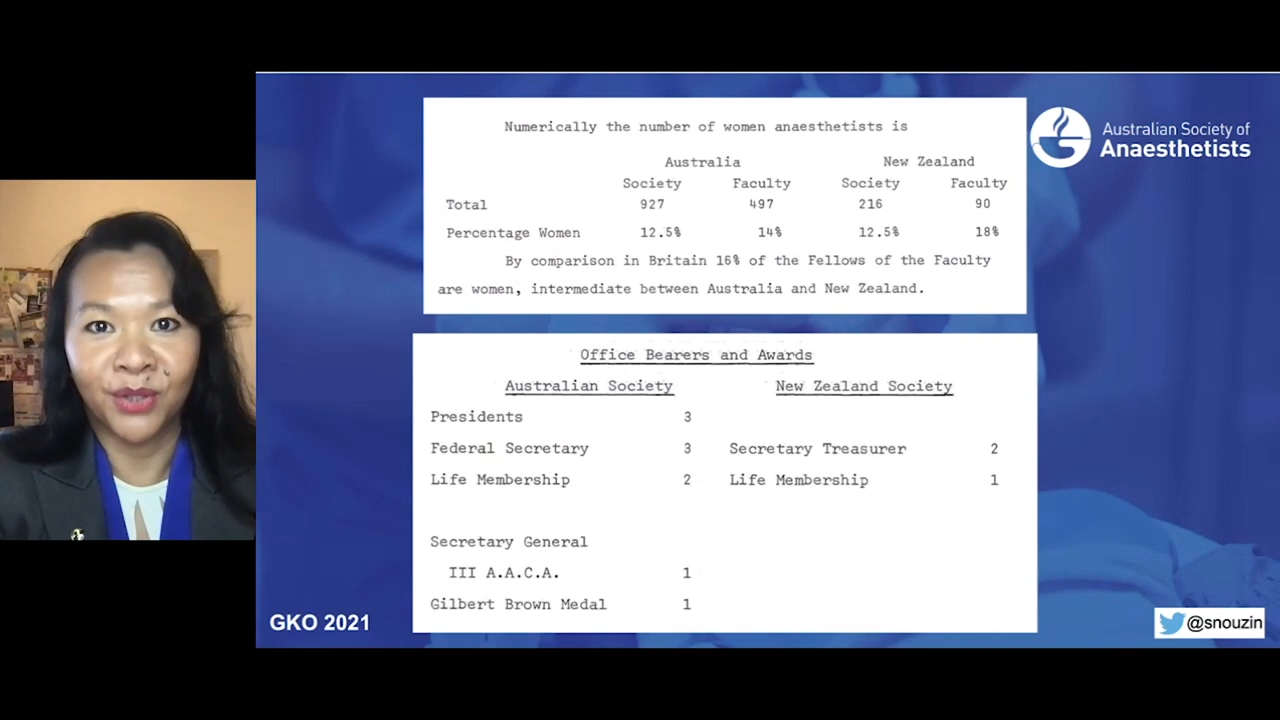 Numerically the number of women anaesthetists is
Australia New Zealand
Society Faculty Society Faculty
Total 927 497 216 90
Percentage Women 12.5% 14% 12.5% 18%
By comparison in Britain 16% of the Fellows of the Faculty
are women, intermediate between Australia and New Zealand.
Australian Society of
Anaesthetists
Office Bearers and Awards
Australian Society New Zealand Society
Presidents 3
Federal Secretary 3 Secretary Treasurer 2
Life Membership 2 Life Membership 1
Secretary General
III A.A.C.A. 1
Gilbert Brown Medal 1
GKO 2021
@snouzin